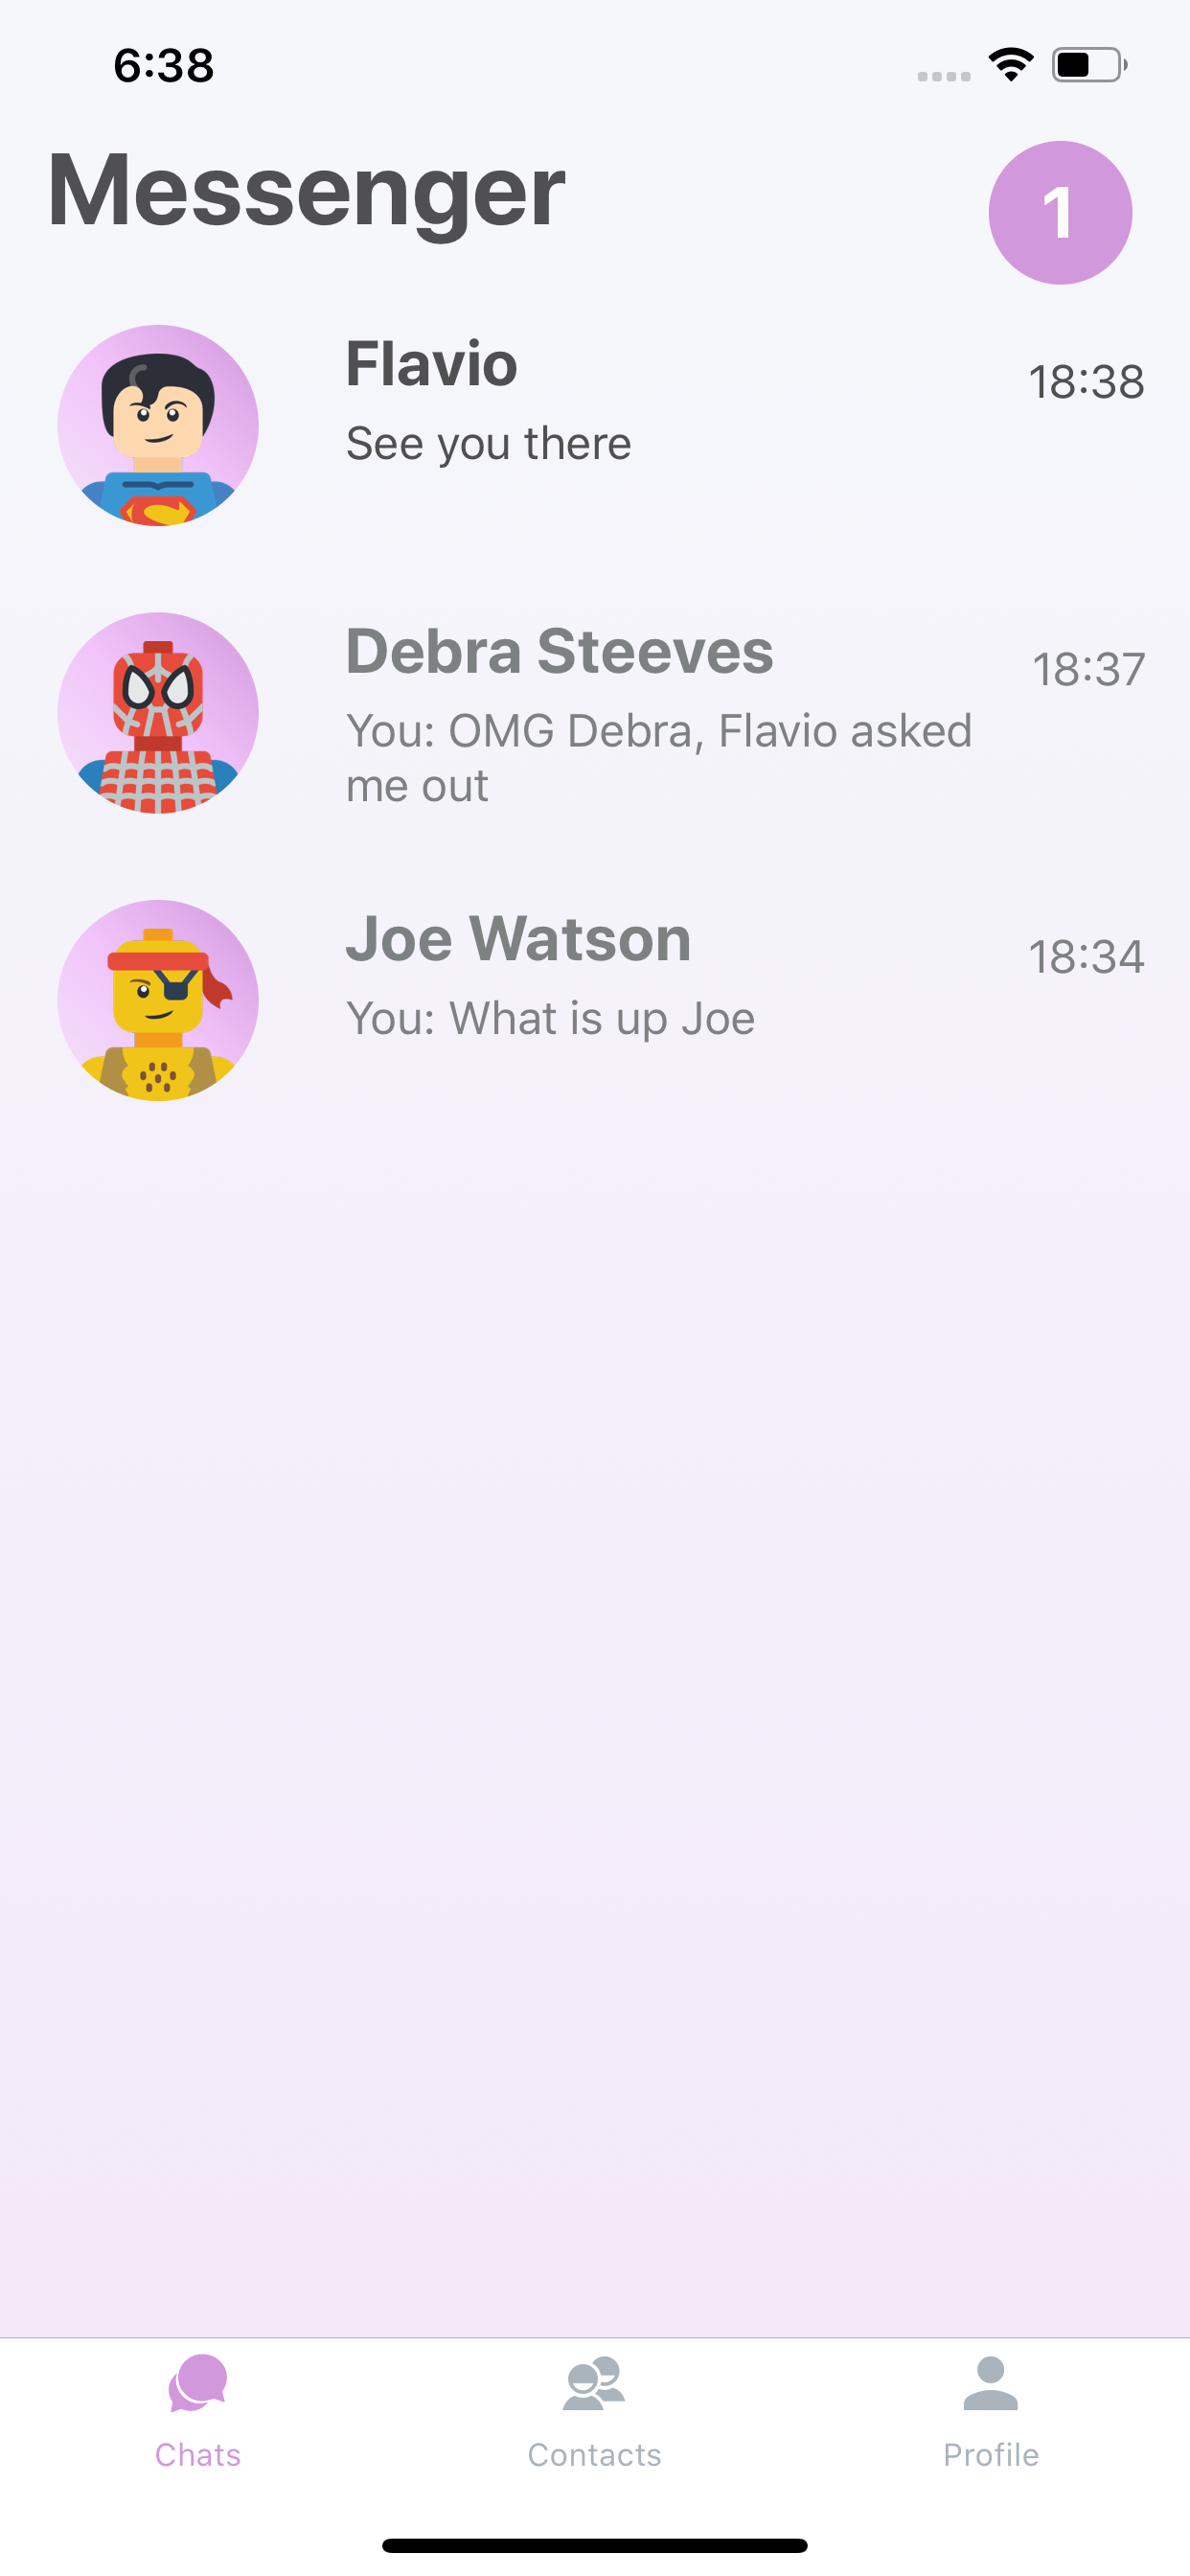 6:38
Messenger
1
Flavio
18:38
See you there
Debra Steeves
18:37
You: OMG Debra, Flavio asked
me out
Joe Watson
18:34
You: What is up Joe
Chats
Contacts
Profile